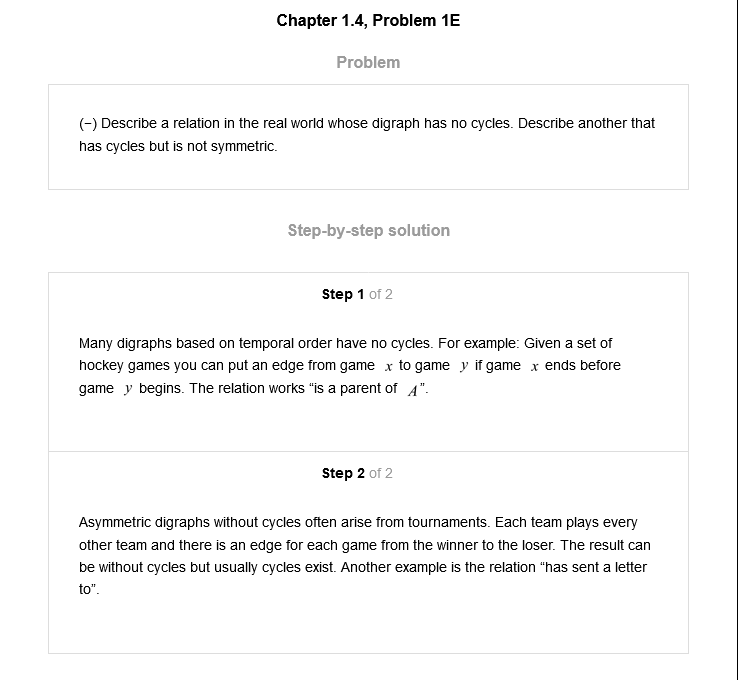 Chapter 1.4, Problem 1E
Problem
(−) Describe a relation in the real world whose digraph has no cycles. Describe another that
has cycles but is not symmetric.
Step-by-step solution
Step 1 of 2
Many digraphs based on temporal order have no cycles. For example: Given a set of
hockey games you can put an edge from game x to game y if game x ends before
game y begins. The relation works “is a parent of A”.
Step 2 of 2
Asymmetric digraphs without cycles often arise from tournaments. Each team plays every
other team and there is an edge for each game from the winner to the loser. The result can
be without cycles but usually cycles exist. Another example is the relation “has sent a letter
to”.